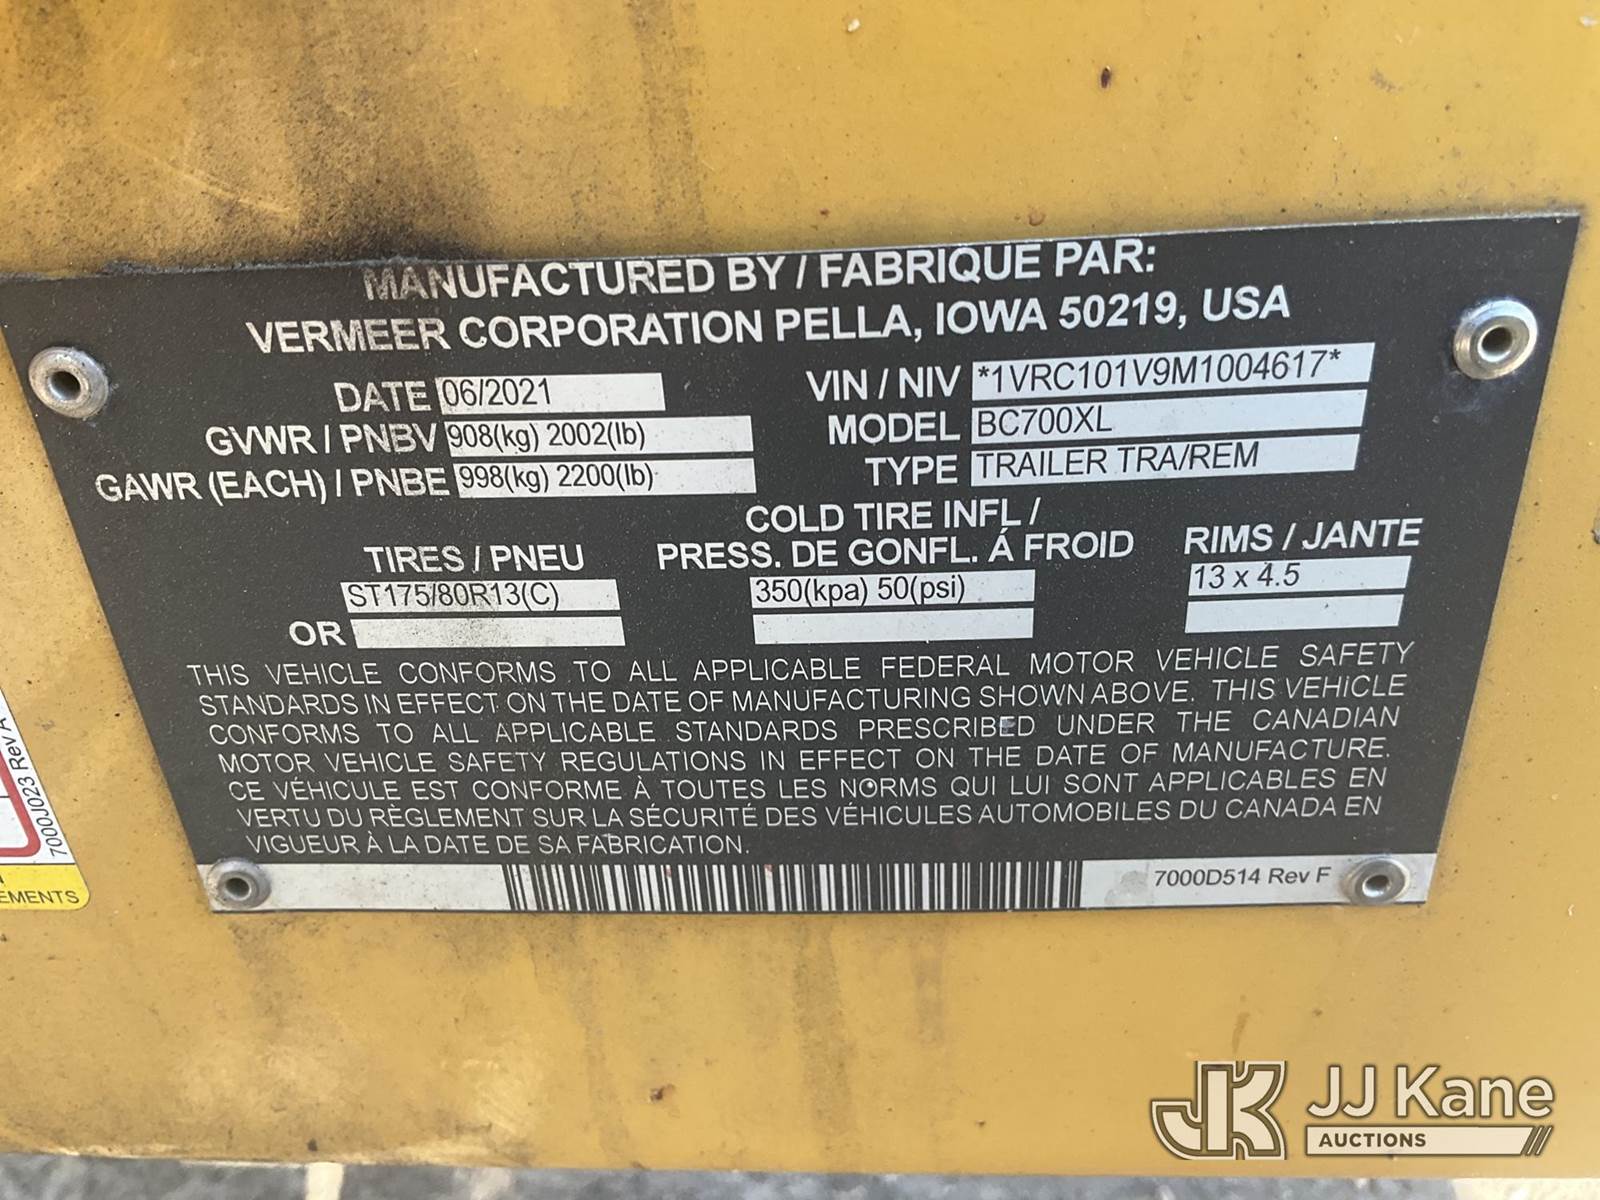 MANUFACTURED BY / FABRIQUE PAR:
VERMEER CORPORATION PELLA, IOWA 50219, USA
DATE 06/2021
GVWR / PNBV 908(kg) 2002(lb)
GAWR (EACH) / PNBE 998(kg) 2200(lb)
VIN / NIV *1VRC101V9M1004617*
MODEL BC700XL
TYPE TRAILER TRA/REM
TIRES / PNEU
ST175/80R13(C)
OR
COLD TIRE INFL /
PRESS. DE GONFL. Á FROID
350(kpa) 50(psi)
RIMS / JANTE
13 x 4.5
THIS VEHICLE CONFORMS TO ALL APPLICABLE FEDERAL MOTOR VEHICLE SAFETY
STANDARDS IN EFFECT ON THE DATE OF MANUFACTURING SHOWN ABOVE. THIS VEHICLE
CONFORMS TO ALL APPLICABLE STANDARDS PRESCRIBED UNDER THE CANADIAN
MOTOR VEHICLE SAFETY REGULATIONS IN EFFECT ON THE DATE OF MANUFACTURE.
CE VÉHICULE EST CONFORME À TOUTES LES NORMS QUI LUI SONT APPLICABLES EN
VERTU DU RÈGLEMENT SUR LA SÉCURITÉ DES VÉHICULES AUTOMOBILES DU CANADA EN
VIGUEUR À LA DATE DE SA FABRICATION.
7000D514 Rev F
7000J023 Rev A
EMENTS
JK JJ Kane
AUCTIONS